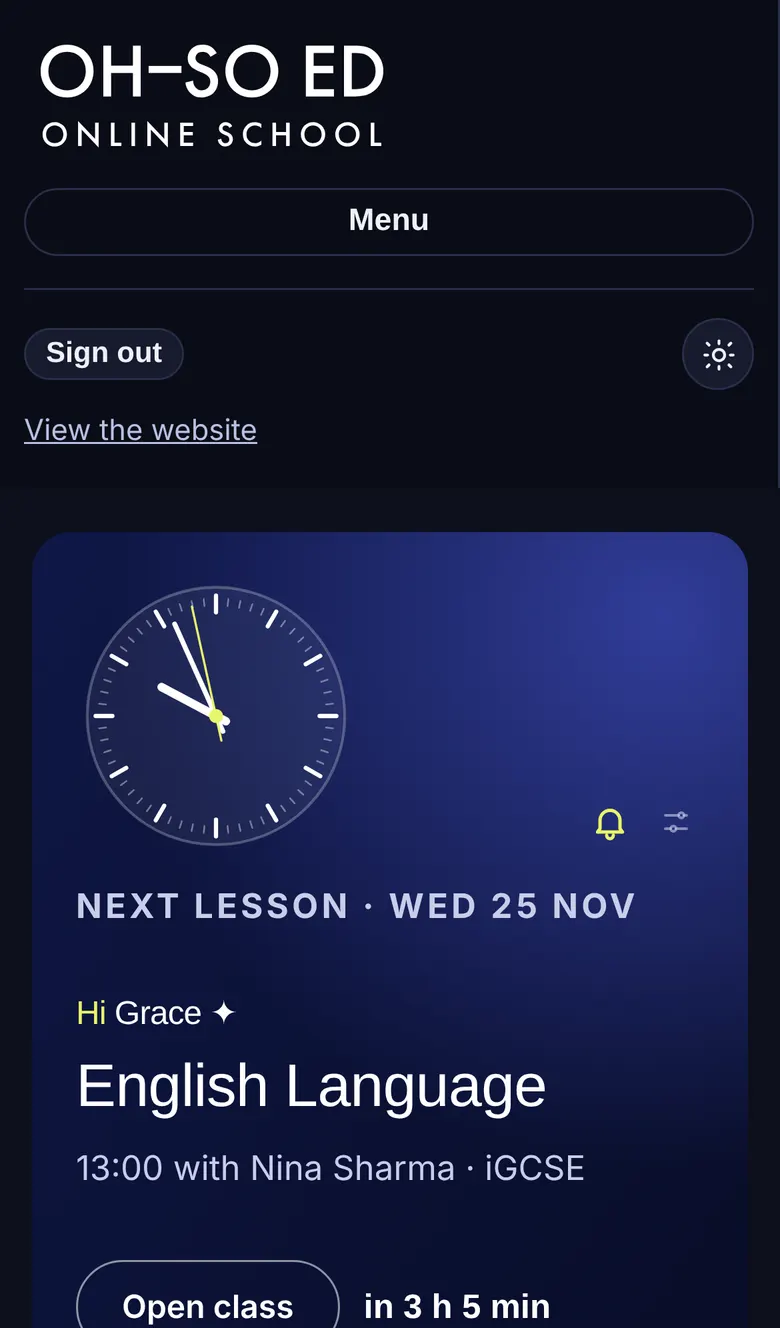 OH-SO ED
ONLINE SCHOOL
Menu
Sign out
View the website
NEXT LESSON · WED 25 NOV
Hi Grace ✦
English Language
13:00 with Nina Sharma · iGCSE
Open class in 3 h 5 min